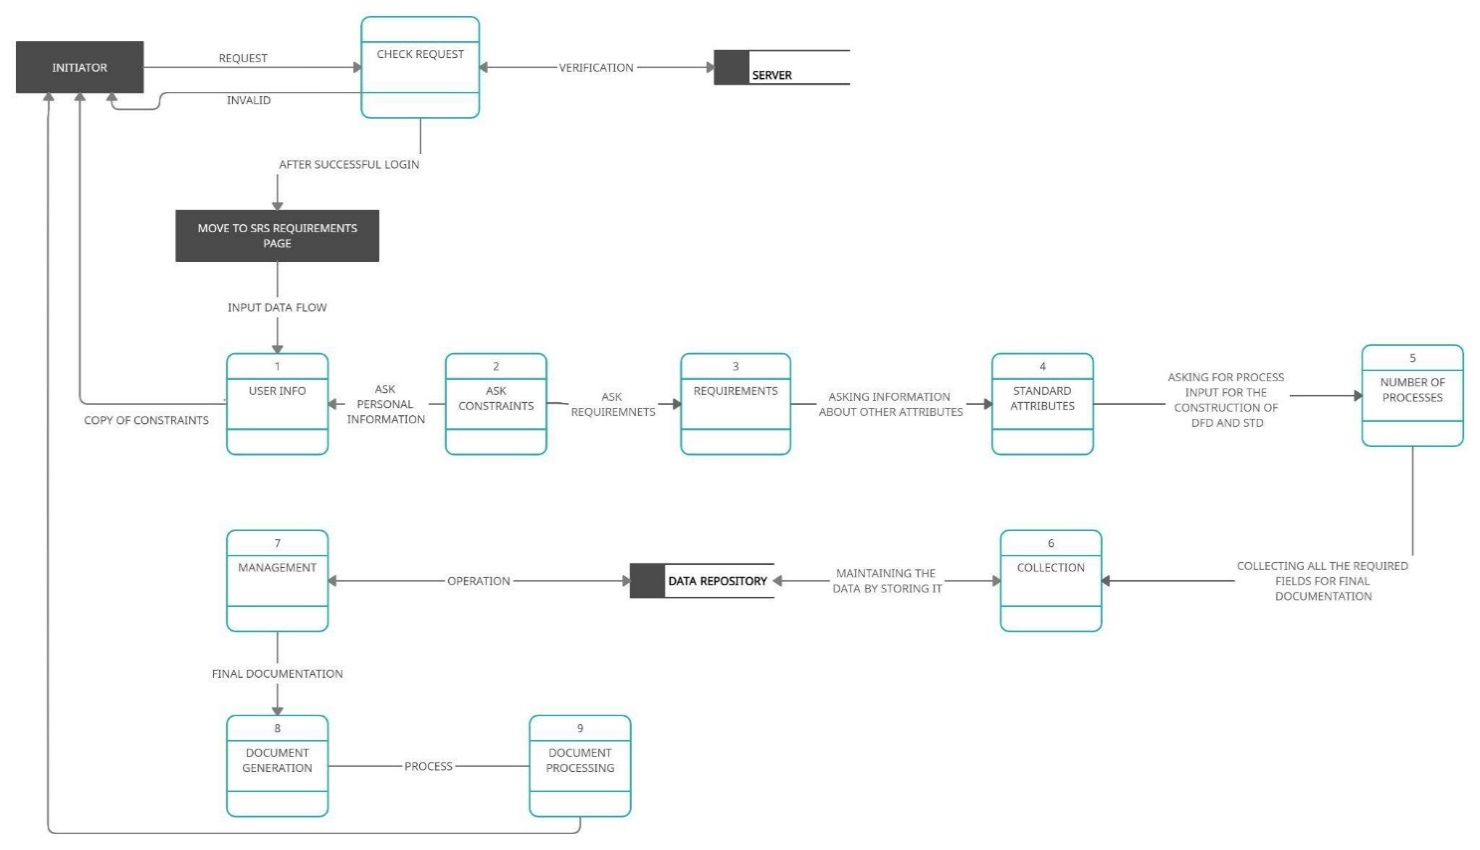 INITIATOR
REQUEST
INVALID
CHECK REQUEST
VERIFICATION
SERVER
AFTER SUCCESSFUL LOGIN
MOVE TO SRS REQUIREMENTS
PAGE
INPUT DATA FLOW
1
USER INFO
COPY OF CONSTRAINTS
ASK
PERSONAL
INFORMATION
2
ASK
CONSTRAINTS
ASK
REQUIREMNETS
3
REQUIREMENTS
ASKING INFORMATION
ABOUT OTHER ATTRIBUTES
4
STANDARD
ATTRIBUTES
ASKING FOR PROCESS
INPUT FOR THE
CONSTRUCTION OF
DFD AND STD
5
NUMBER OF
PROCESSES
COLLECTING ALL THE REQUIRED
FIELDS FOR FINAL
DOCUMENTATION
6
COLLECTION
MAINTAINING THE
DATA BY STORING IT
DATA REPOSITORY
OPERATION
7
MANAGEMENT
FINAL DOCUMENTATION
8
DOCUMENT
GENERATION
PROCESS
9
DOCUMENT
PROCESSING